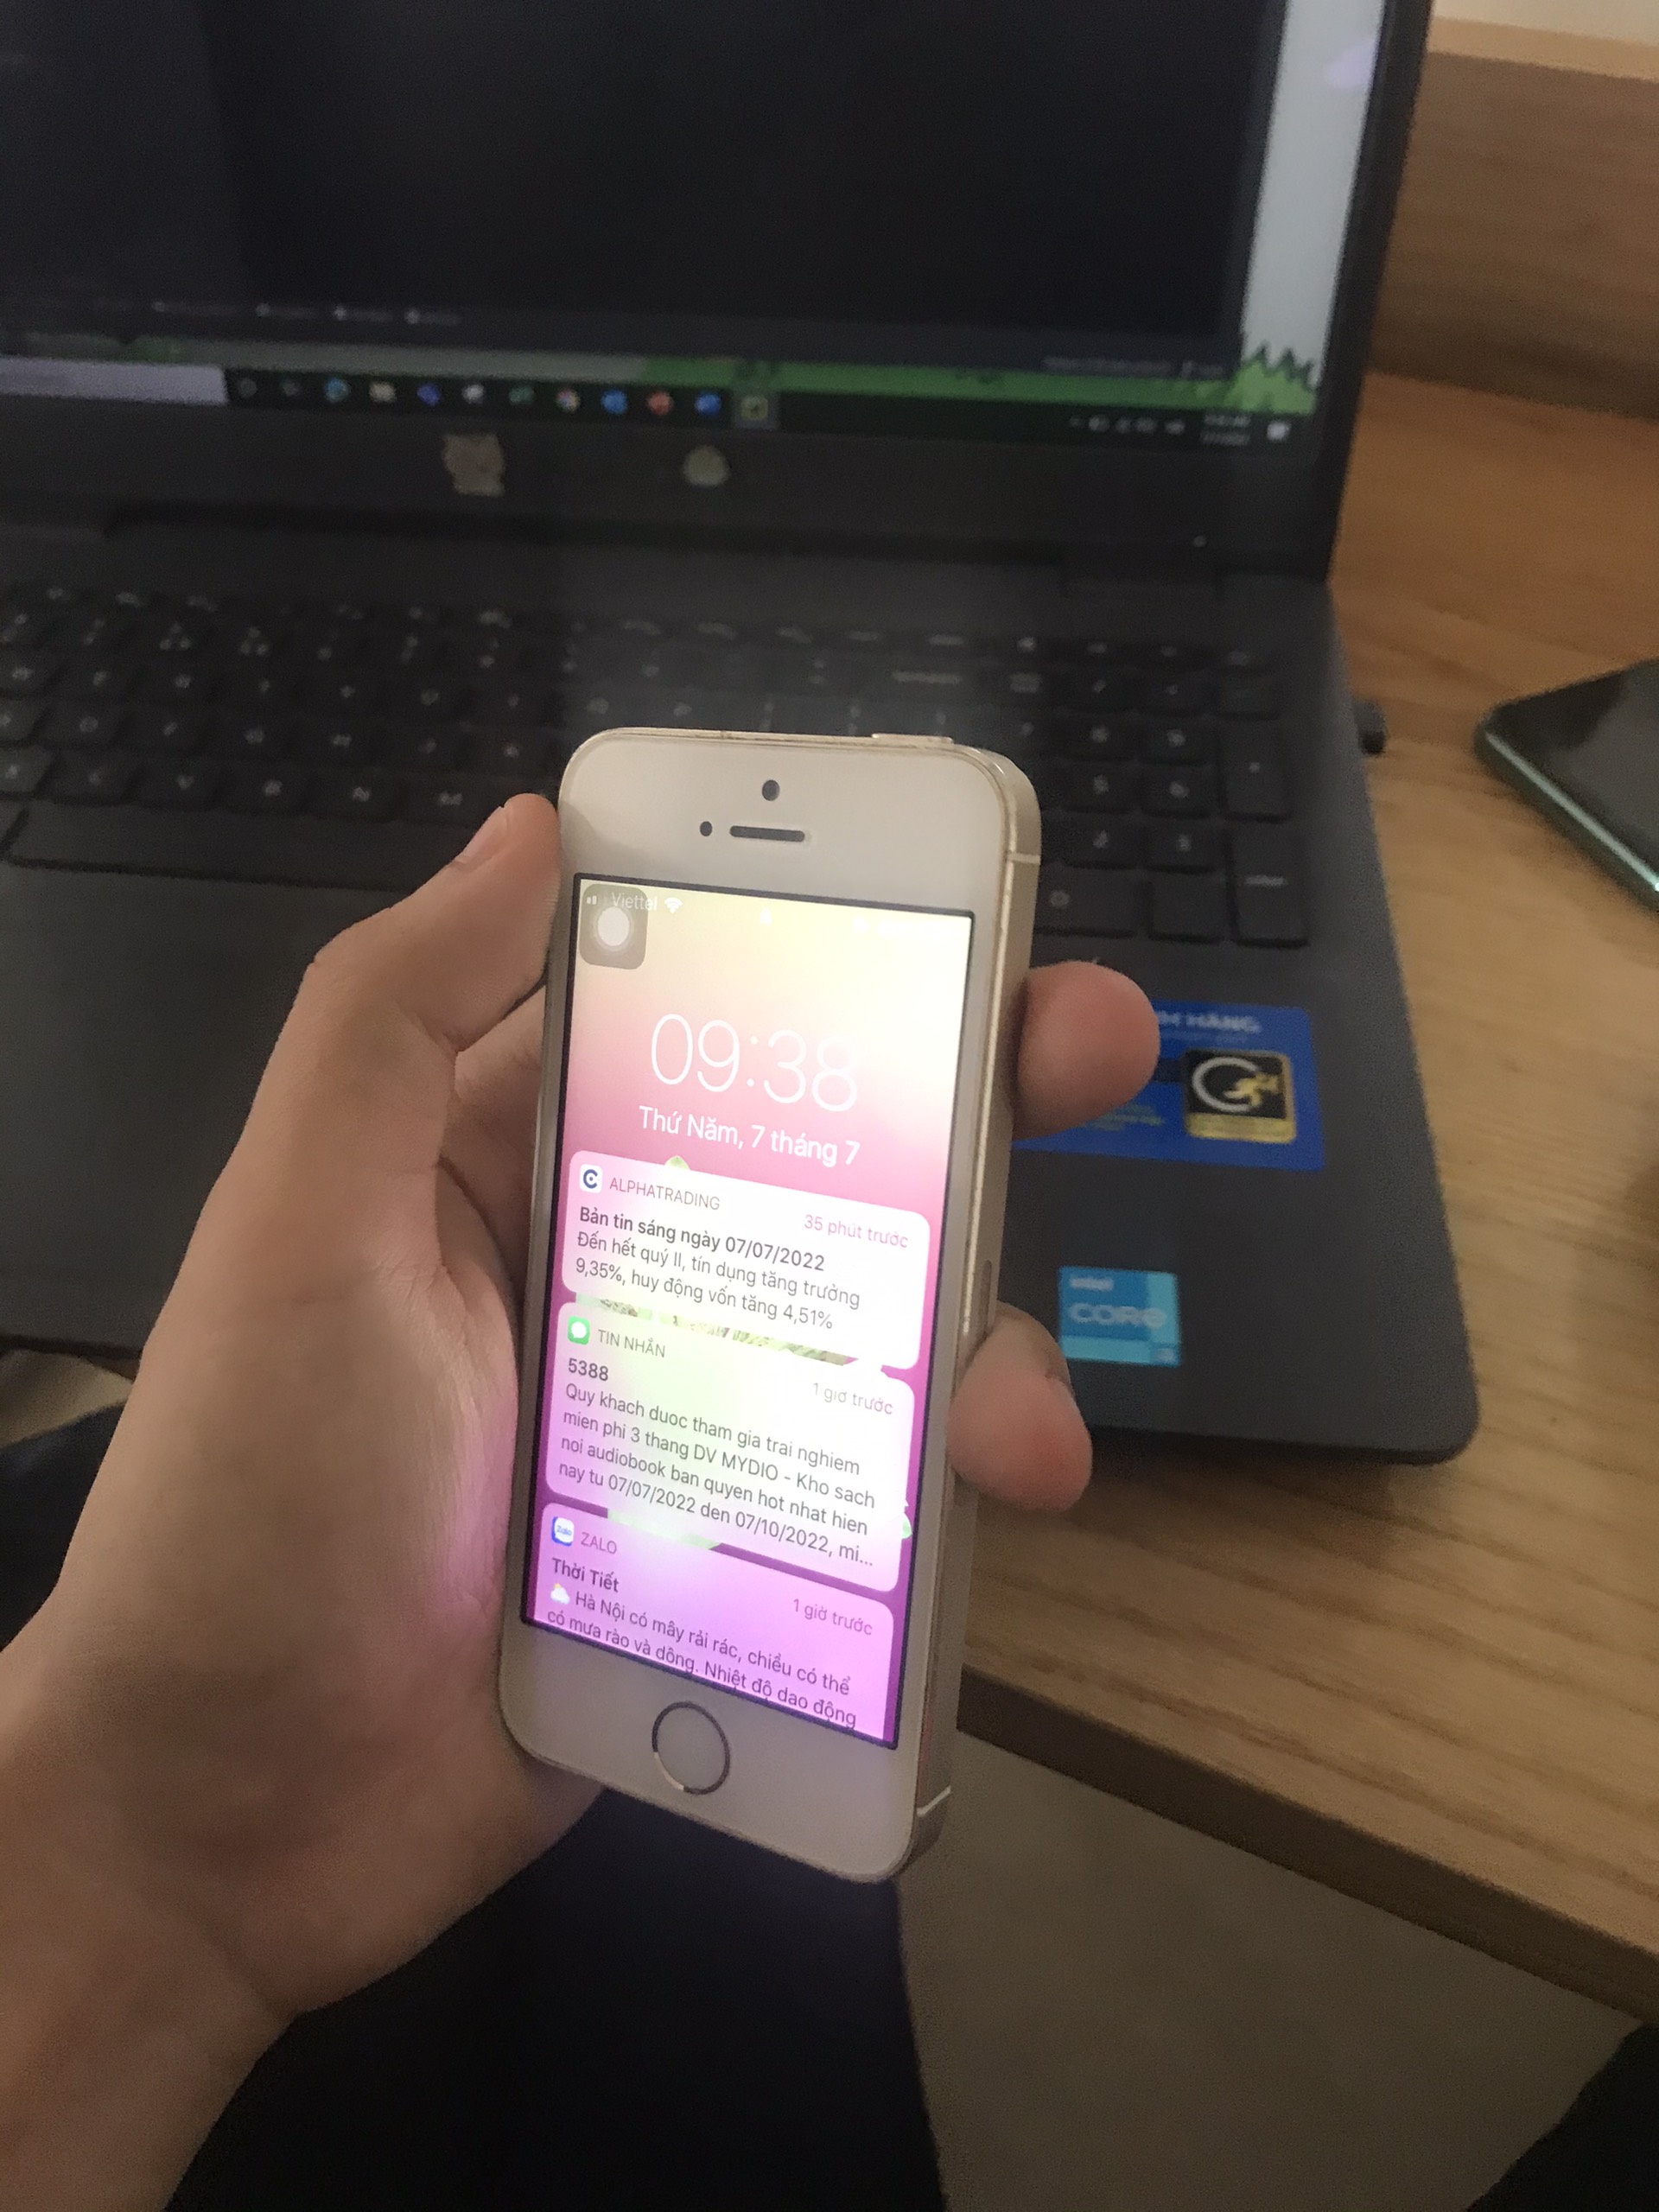 Viettel
09:38
Thứ Năm, 7 tháng 7
ALPHATRADING
35 phút trước
Bản tin sáng ngày 07/07/2022
Đến hết quý II, tín dụng tăng trưởng
9,35%, huy động vốn tăng 4,51%
TIN NHẮN
1 giờ trước
5388
Quy khach duoc tham gia trai nghiem
mien phi 3 thang DV MYDIO - Kho sach
noi audiobook ban quyen hot nhat hien
nay tu 07/07/2022 den 07/10/2022, mi...
Zalo
ZALO
1 giờ trước
Thời Tiết
Hà Nội có mây rải rác, chiều có thể
có mưa rào và dông. Nhiệt độ dao động
HÀNG
intel
CORE